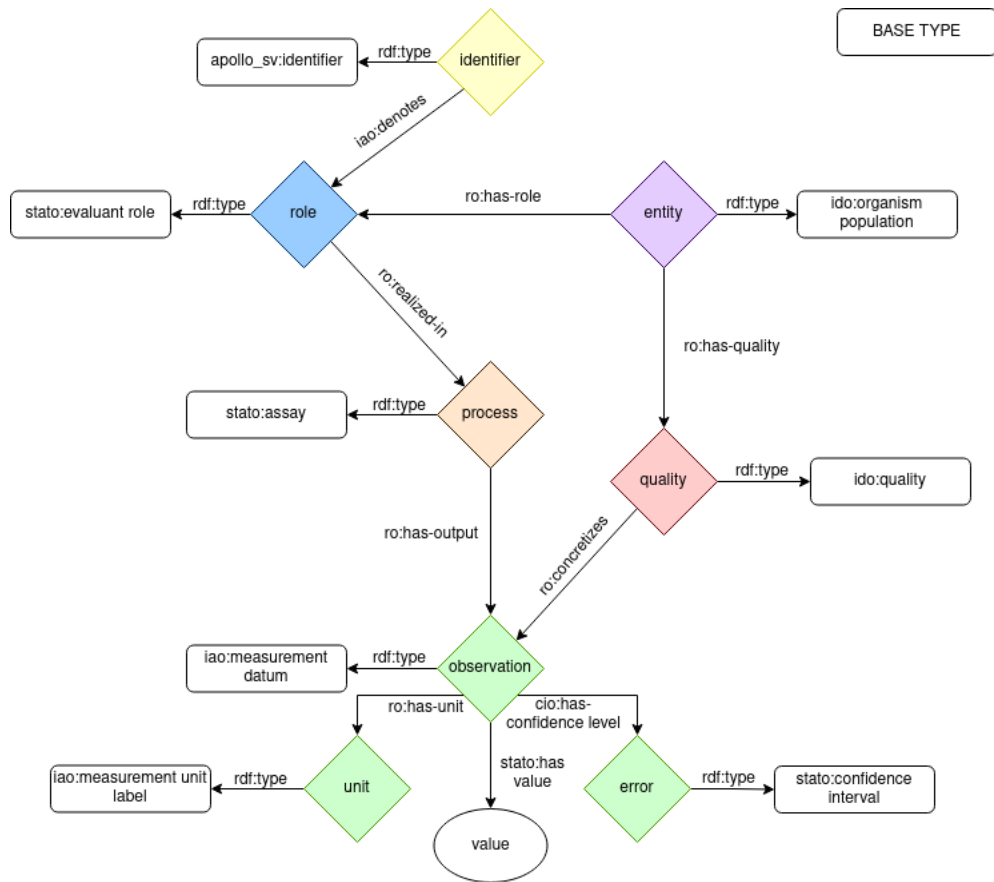 BASE TYPE
apollo_sv:identifier
rdf:type
identifier
iao:denotes
stato:evaluant role
rdf:type
role
ro:has-role
entity
rdf:type
ido:organism
population
ro:realized-in
ro:has-quality
stato:assay
rdf:type
process
quality
rdf:type
ido:quality
ro:has-output
ro:concretizes
iao:measurement
datum
rdf:type
observation
ro:has-unit
cio:has-
confidence level
stato:has
value
iao:measurement unit
label
rdf:type
unit
error
rdf:type
stato:confidence
interval
value